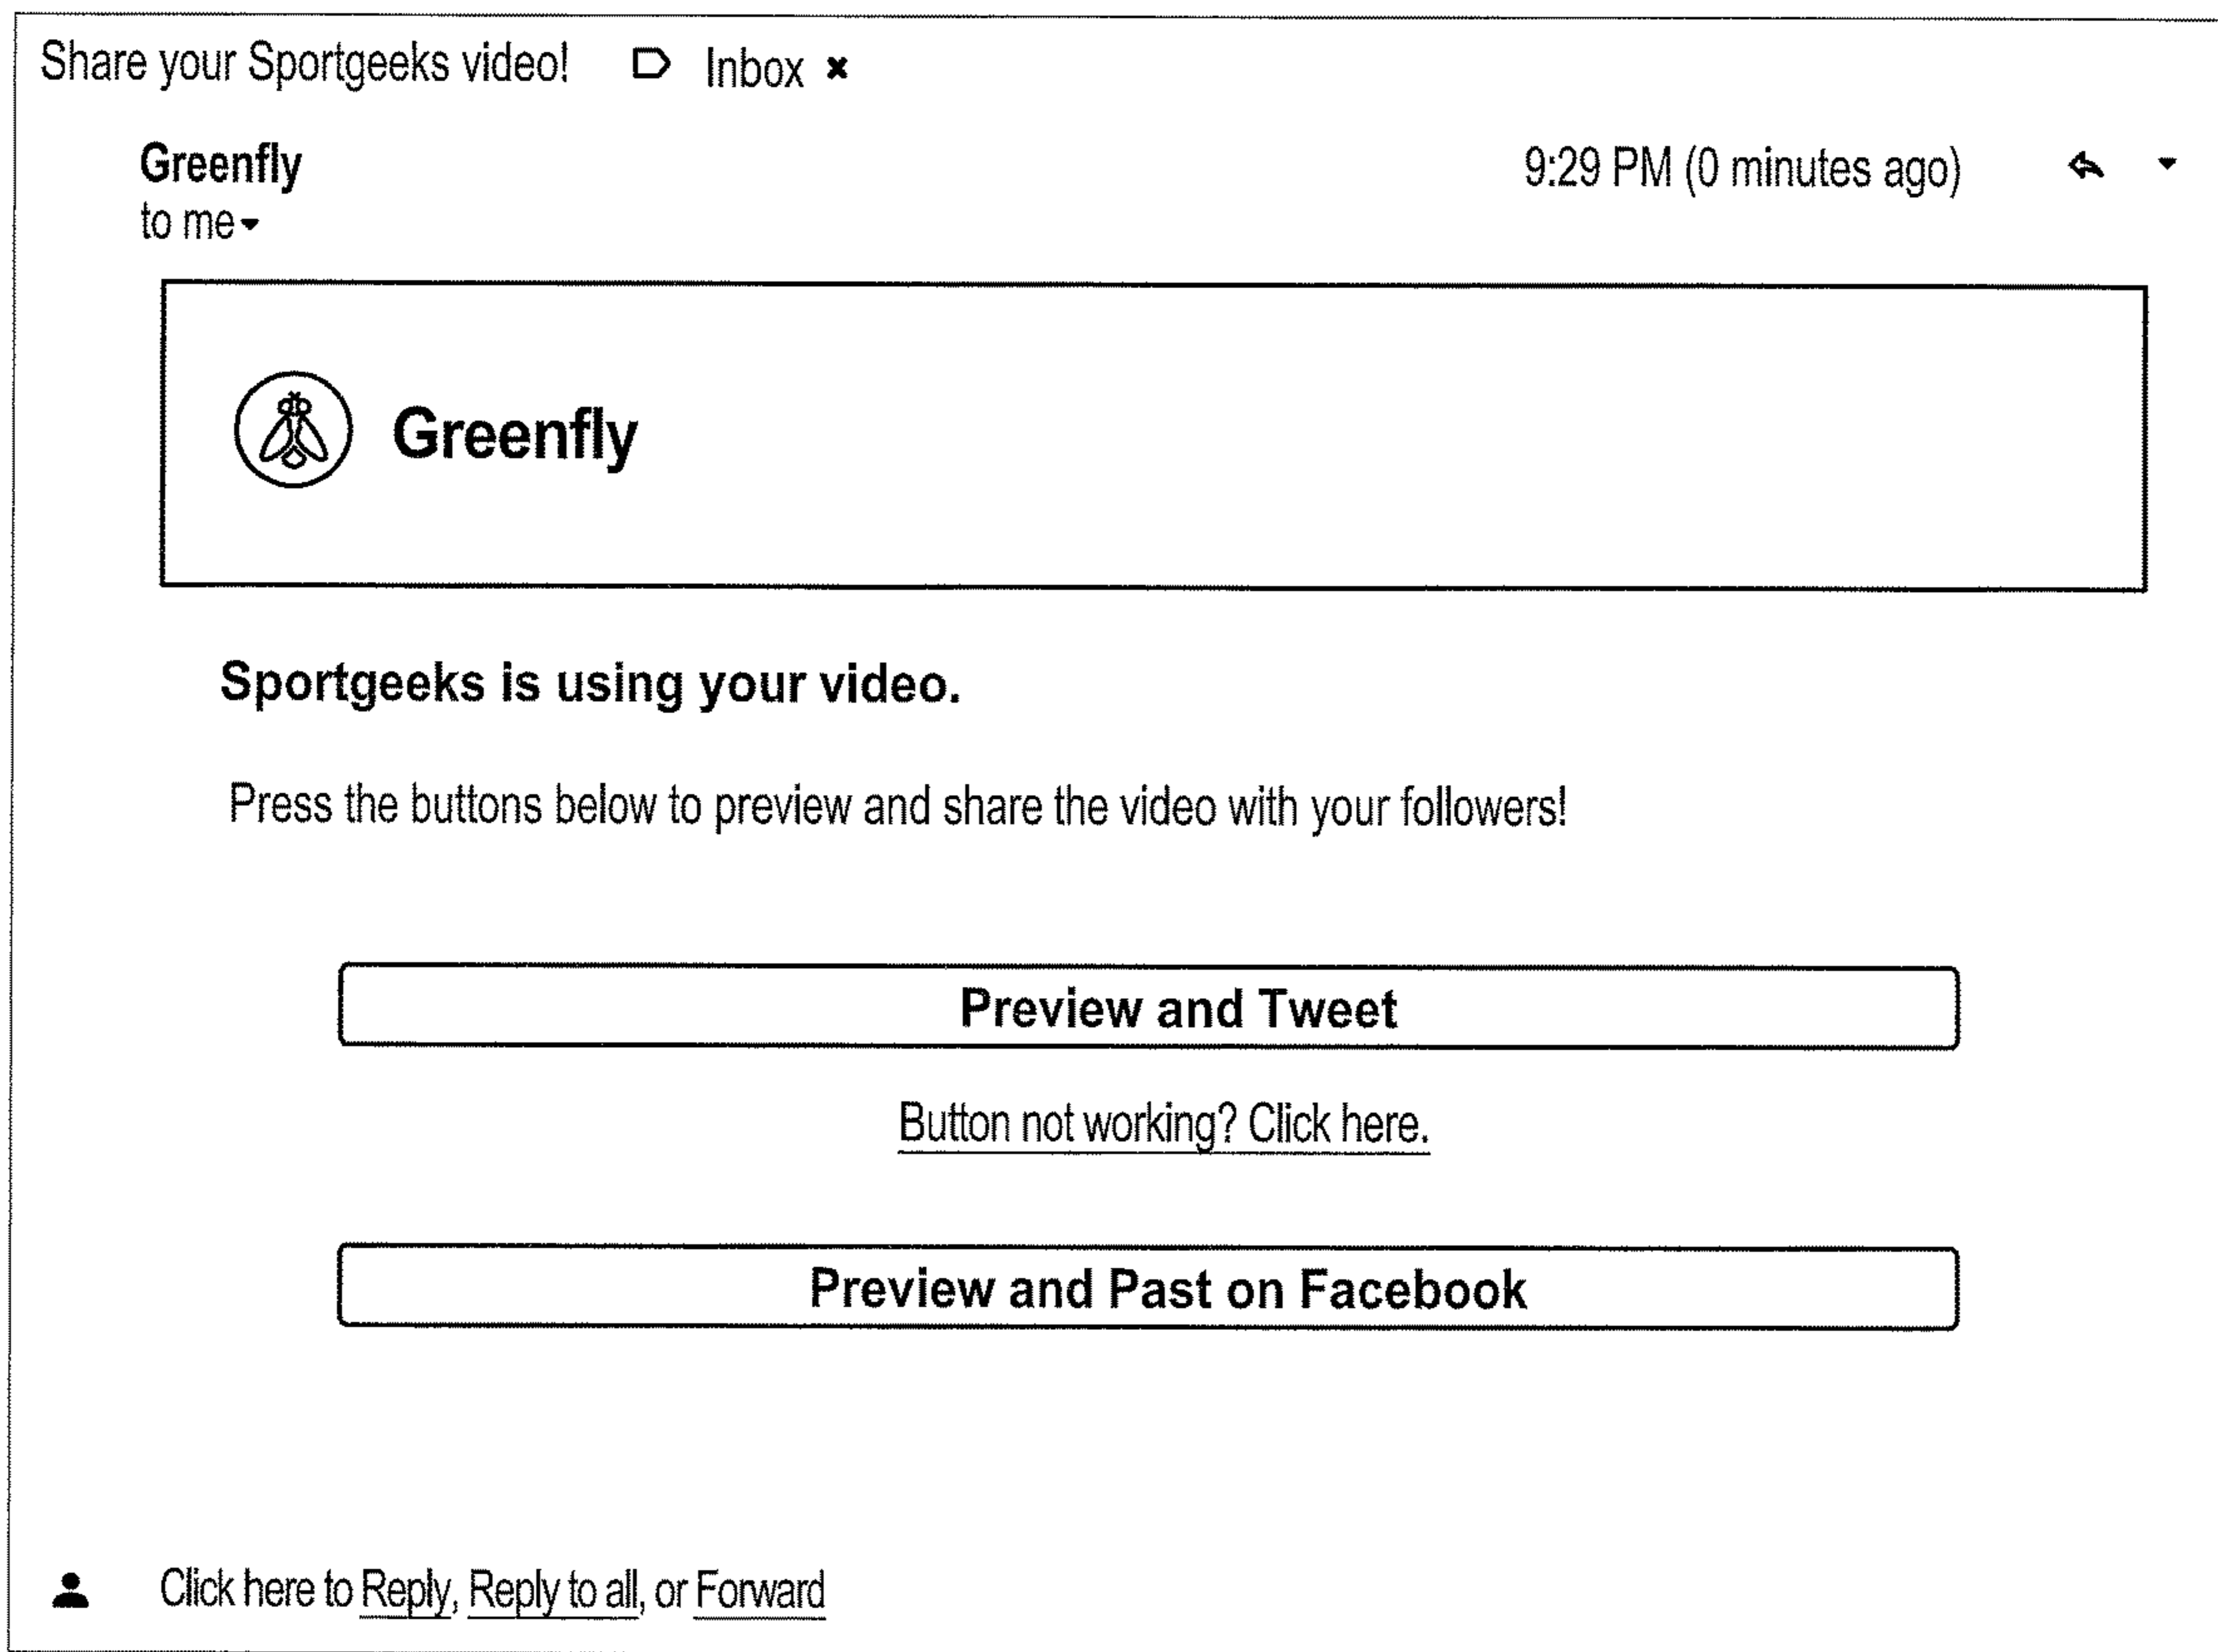 Share your Sportgeeks video! Inbox ×
Greenfly 9:29 PM (0 minutes ago)
to me
Greenfly
Sportgeeks is using your video.
Press the buttons below to preview and share the video with your followers!
Preview and Tweet
Button not working? Click here.
Preview and Past on Facebook
Click here to Reply, Reply to all, or Forward